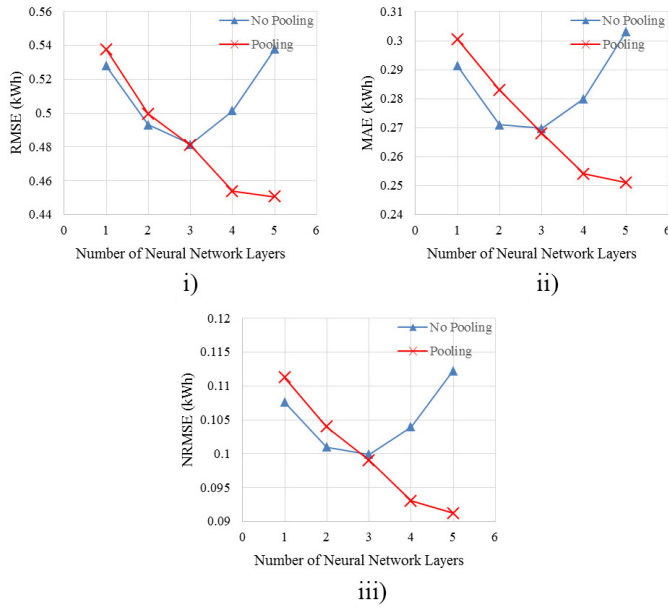 0.56
0.54
0.52
0.5
0.48
0.46
0.44
0 1 2 3 4 5 6
RMSE (kWh)
Number of Neural Network Layers
No Pooling
Pooling
i)
0.3
0.29
0.28
0.27
0.26
0.25
0.24
0 1 2 3 4 5 6
MAE (kWh)
Number of Neural Network Layers
No Pooling
Pooling
ii)
0.12
0.115
0.11
0.105
0.1
0.095
0.09
0 1 2 3 4 5 6
NRMSE (kWh)
Number of Neural Network Layers
No Pooling
Pooling
iii)